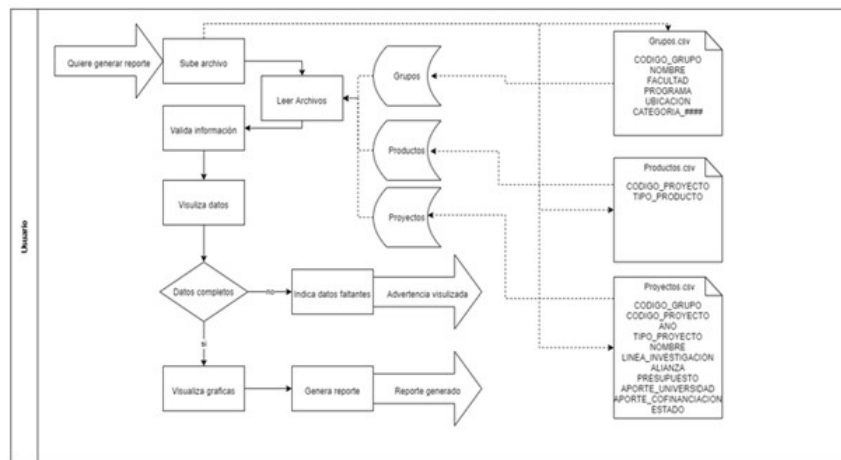 Usuario
Quiere generar reporte
Sube archivo
Leer Archivos
Valida información
Visuliza datos
Datos completos
no
Indica datos faltantes
Advertencia visulizada
si
Visualiza graficas
Genera reporte
Reporte generado
Grupos
Productos
Proyectos
Grupos.csv
CODIGO_GRUPO
NOMBRE
FACULTAD
PROGRAMA
UBICACION
CATEGORIA_####
Productos.csv
CODIGO_PROYECTO
TIPO_PRODUCTO
Proyectos.csv
CODIGO_GRUPO
CODIGO_PROYECTO
ANO
TIPO_PROYECTO
NOMBRE
LINEA_INVESTIGACION
ALIANZA
PRESUPUESTO
APORTE_UNIVERSIDAD
APORTE_COFINANCIACION
ESTADO